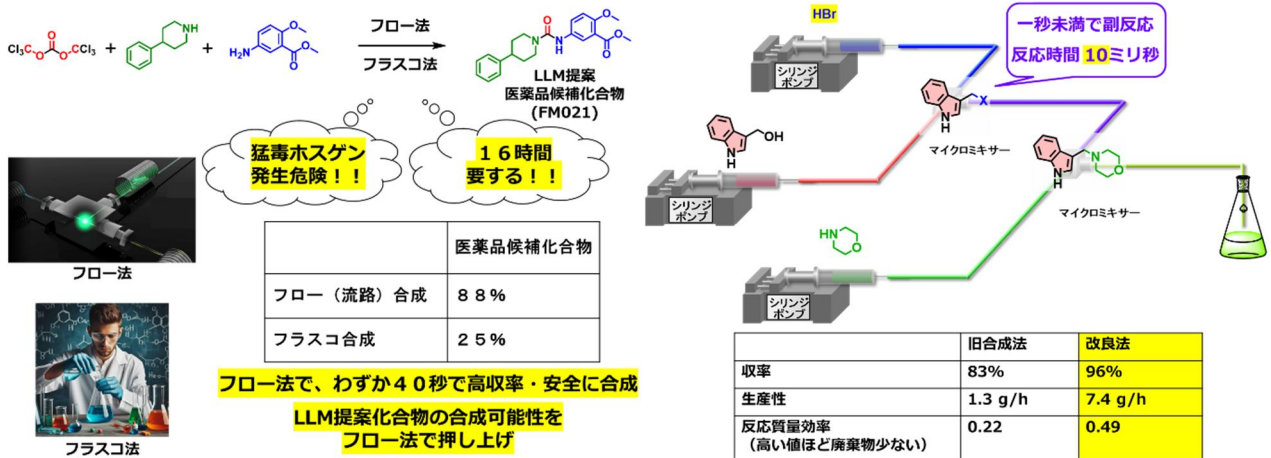 Cl3C O O CCl3
O
+
NH
+
H2N
O
O
O
フロー法
フラスコ法
O
N
N
H
O
O
O
LLM提案
医薬品候補化合物
(FM021)
猛毒ホスゲン
発生危険！！
１６時間
要する！！
フロー法
フラスコ法
医薬品候補化合物
フロー（流路）合成 ８８%
フラスコ合成 ２５%
フロー法で、わずか４０秒で高収率・安全に合成
LLM提案化合物の合成可能性を
フロー法で押し上げ
HBr
シリンジ
ポンプ
一秒未満で副反応
反応時間 10ミリ秒
X
N
H
マイクロミキサー
OH
N
H
シリンジ
ポンプ
N
O
N
H
マイクロミキサー
HN
O
シリンジ
ポンプ
旧合成法 改良法
収率 83% 96%
生産性 1.3 g/h 7.4 g/h
反応質量効率 0.22 0.49
（高い値ほど廃棄物少ない）